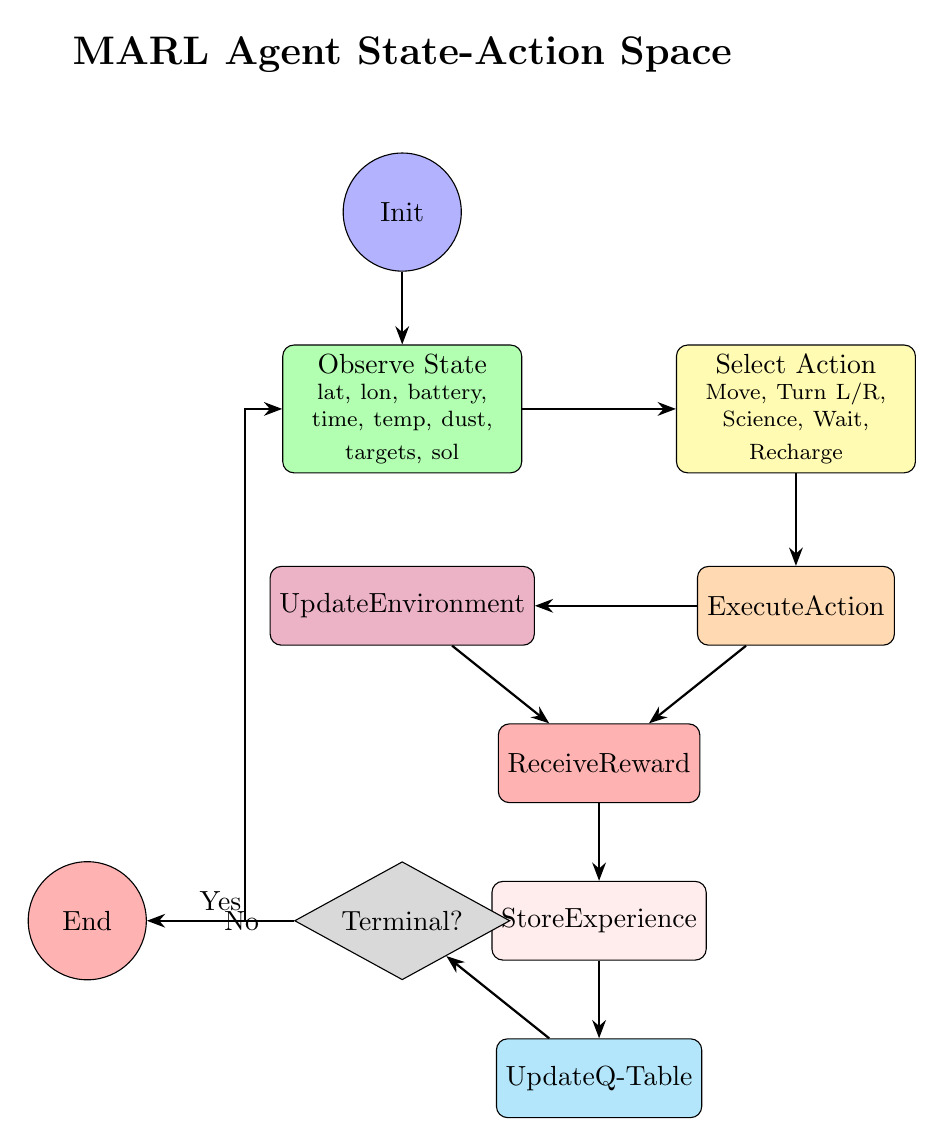 MARL Agent State-Action Space
Init
Observe State
lat, lon, battery,
time, temp, dust,
targets, sol
Select Action
Move, Turn L/R,
Science, Wait,
Recharge
UpdateEnvironment
ExecuteAction
ReceiveReward
End
Yes
No
Terminal?
StoreExperience
UpdateQ-Table